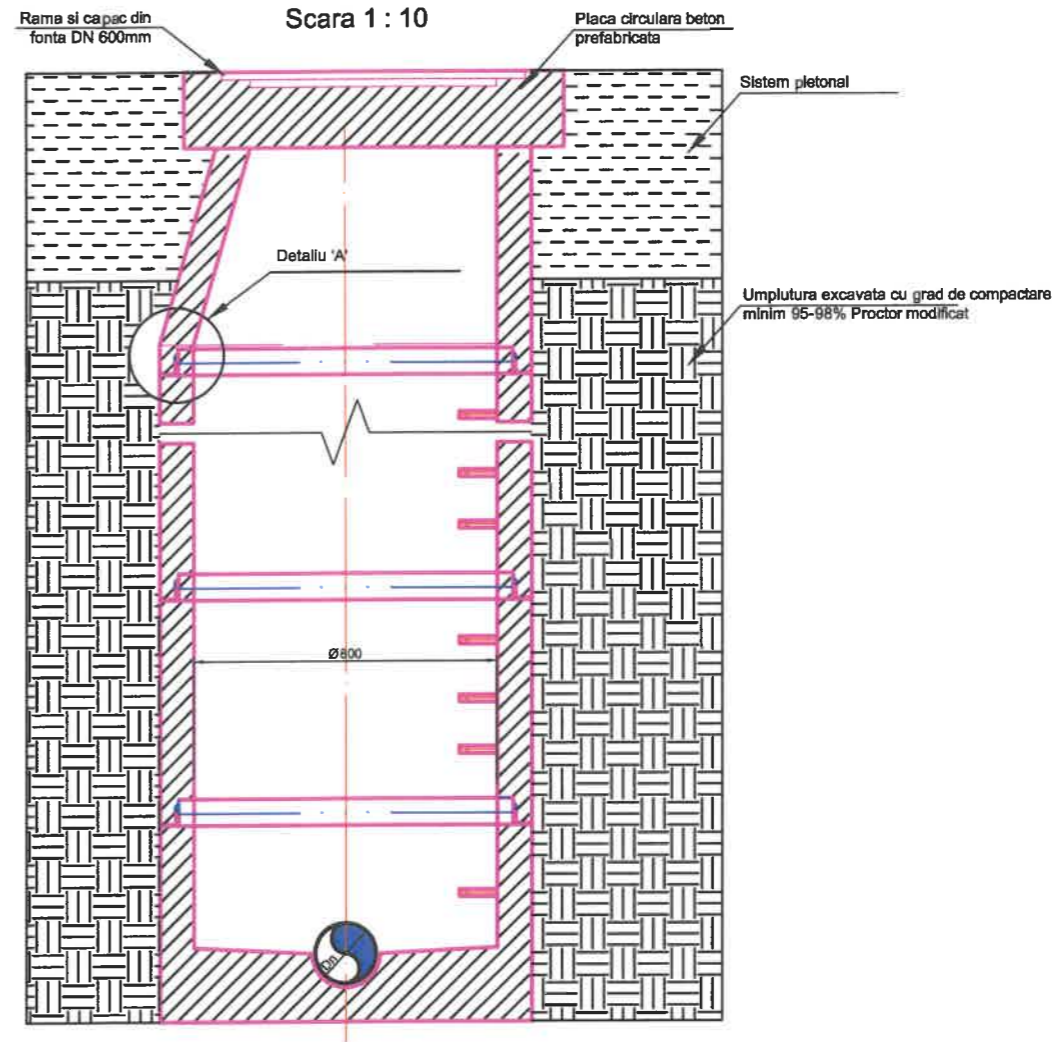 Scara 1 : 10
Rama si capac din
fonta DN 600mm
Placa circulara beton
prefabricata
Sistem pietonal
Detaliu 'A'
Umplutura excavata cu grad de compactare
minim 95-98% Proctor modificat
Ø800
Dn